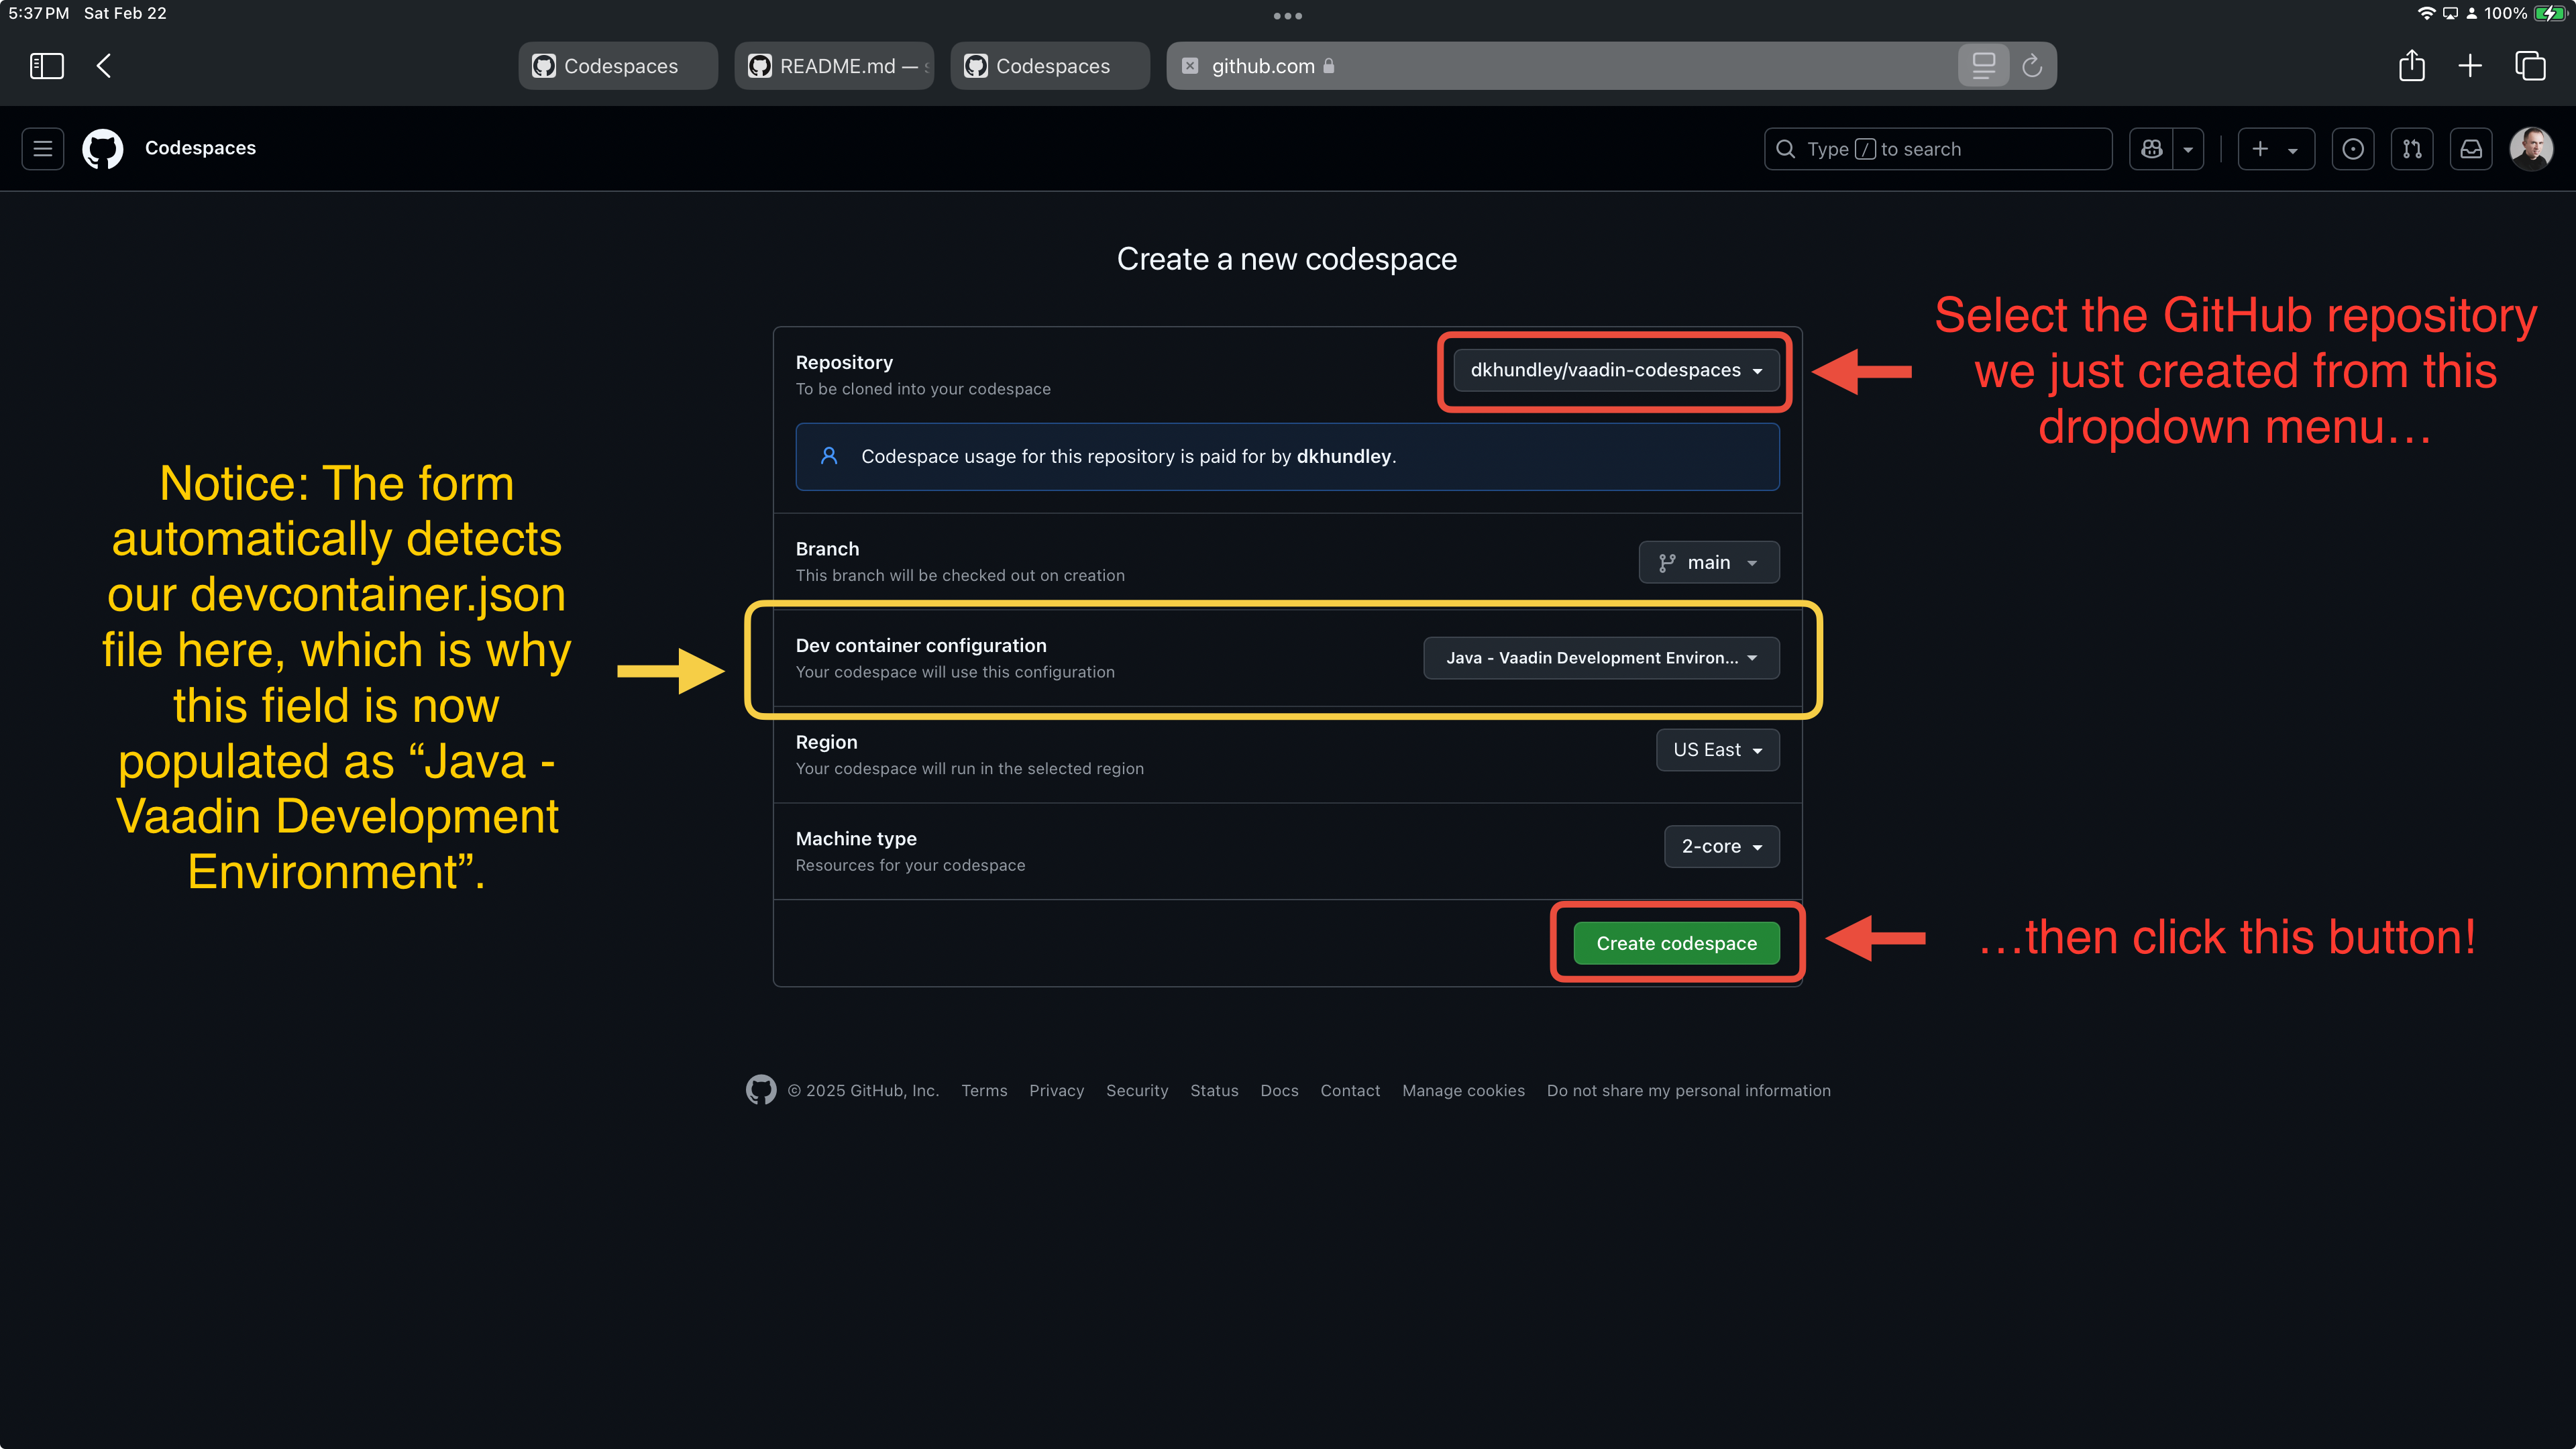 5:37 PM Sat Feb 22
100%
Codespaces
README.md —
Codespaces
github.com
Codespaces
Type / to search
Create a new codespace
Repository
To be cloned into your codespace
dkhundley/vaadin-codespaces
Select the GitHub repository
we just created from this
dropdown menu…
Codespace usage for this repository is paid for by dkhundley.
Notice: The form
automatically detects
our devcontainer.json
file here, which is why
this field is now
populated as “Java -
Vaadin Development
Environment”.
Branch
This branch will be checked out on creation
main
Dev container configuration
Your codespace will use this configuration
Java - Vaadin Development Environ...
Region
Your codespace will run in the selected region
US East
Machine type
Resources for your codespace
2-core
Create codespace
…then click this button!
© 2025 GitHub, Inc. Terms Privacy Security Status Docs Contact Manage cookies Do not share my personal information